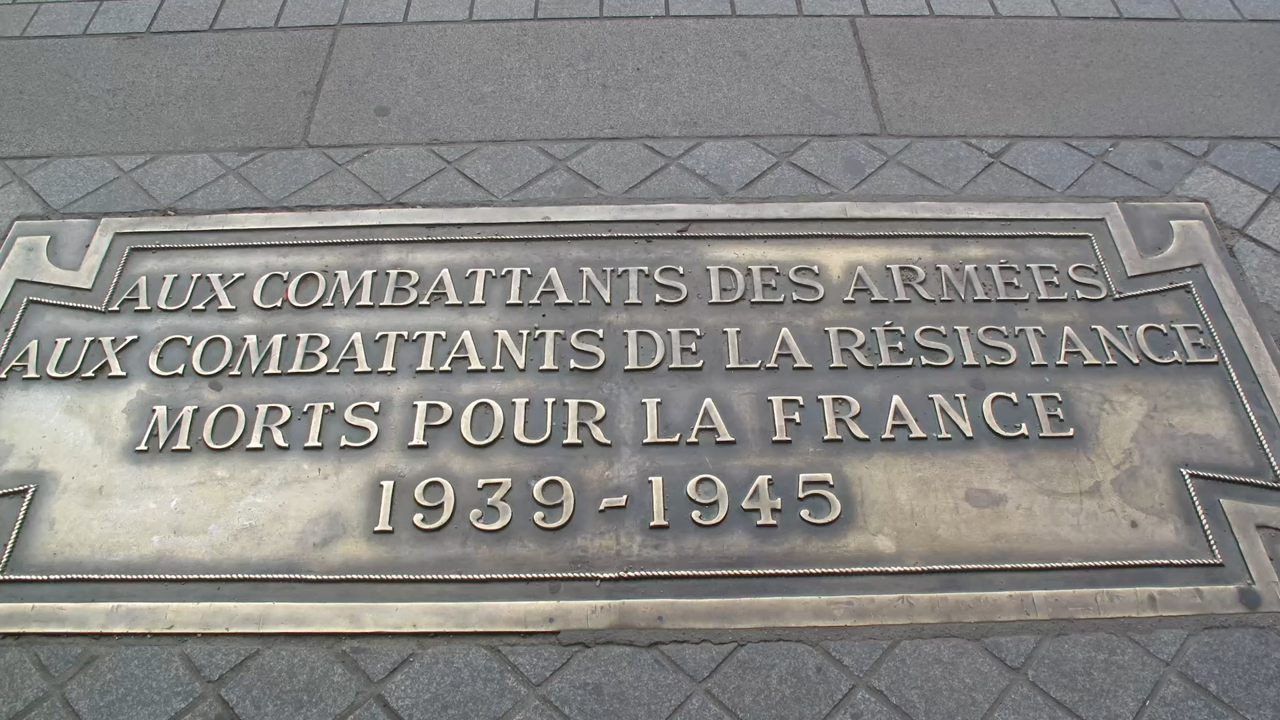 AUX COMBATTANTS DES ARMÉES
AUX COMBATTANTS DE LA RÉSISTANCE
MORTS POUR LA FRANCE
1939-1945